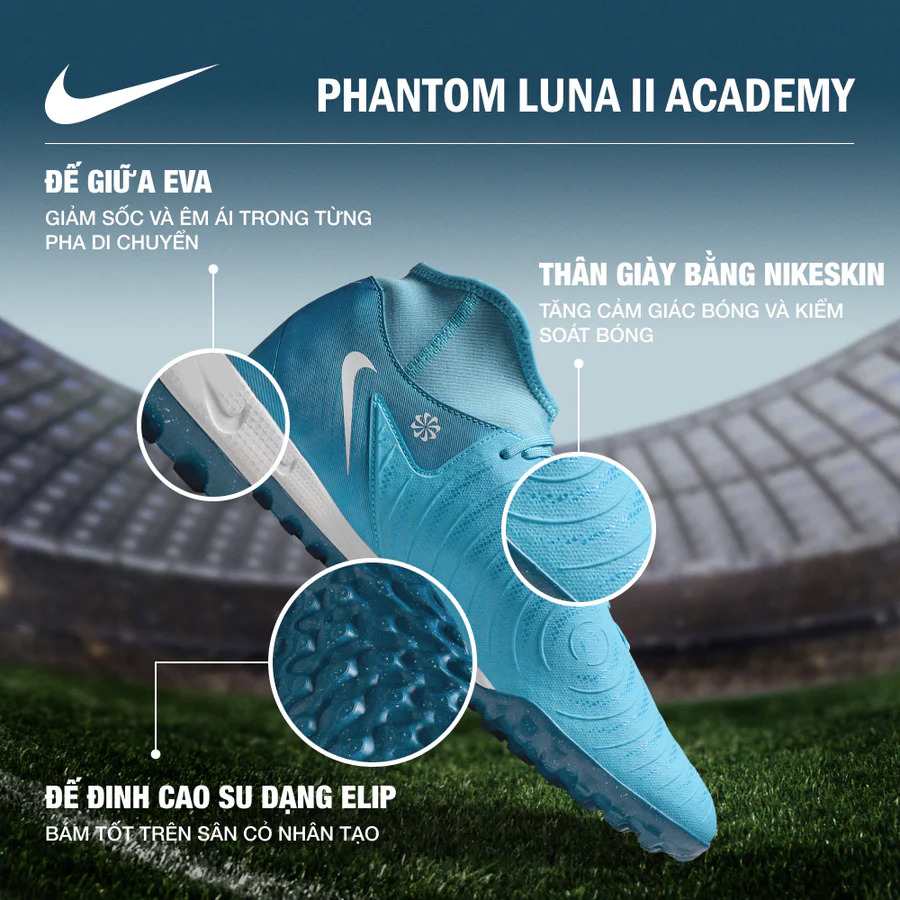 PHANTOM LUNA II ACADEMY
ĐẾ GIỮA EVA
GIẢM SỐC VÀ ÊM ÁI TRONG TỪNG
PHA DI CHUYỂN
THÂN GIÀY BẰNG NIKESKIN
TĂNG CẢM GIÁC BÓNG VÀ KIỂM
SOÁT BÓNG
ĐẾ ĐINH CAO SU DẠNG ELIP
BÁM TỐT TRÊN SÂN CỎ NHÂN TẠO